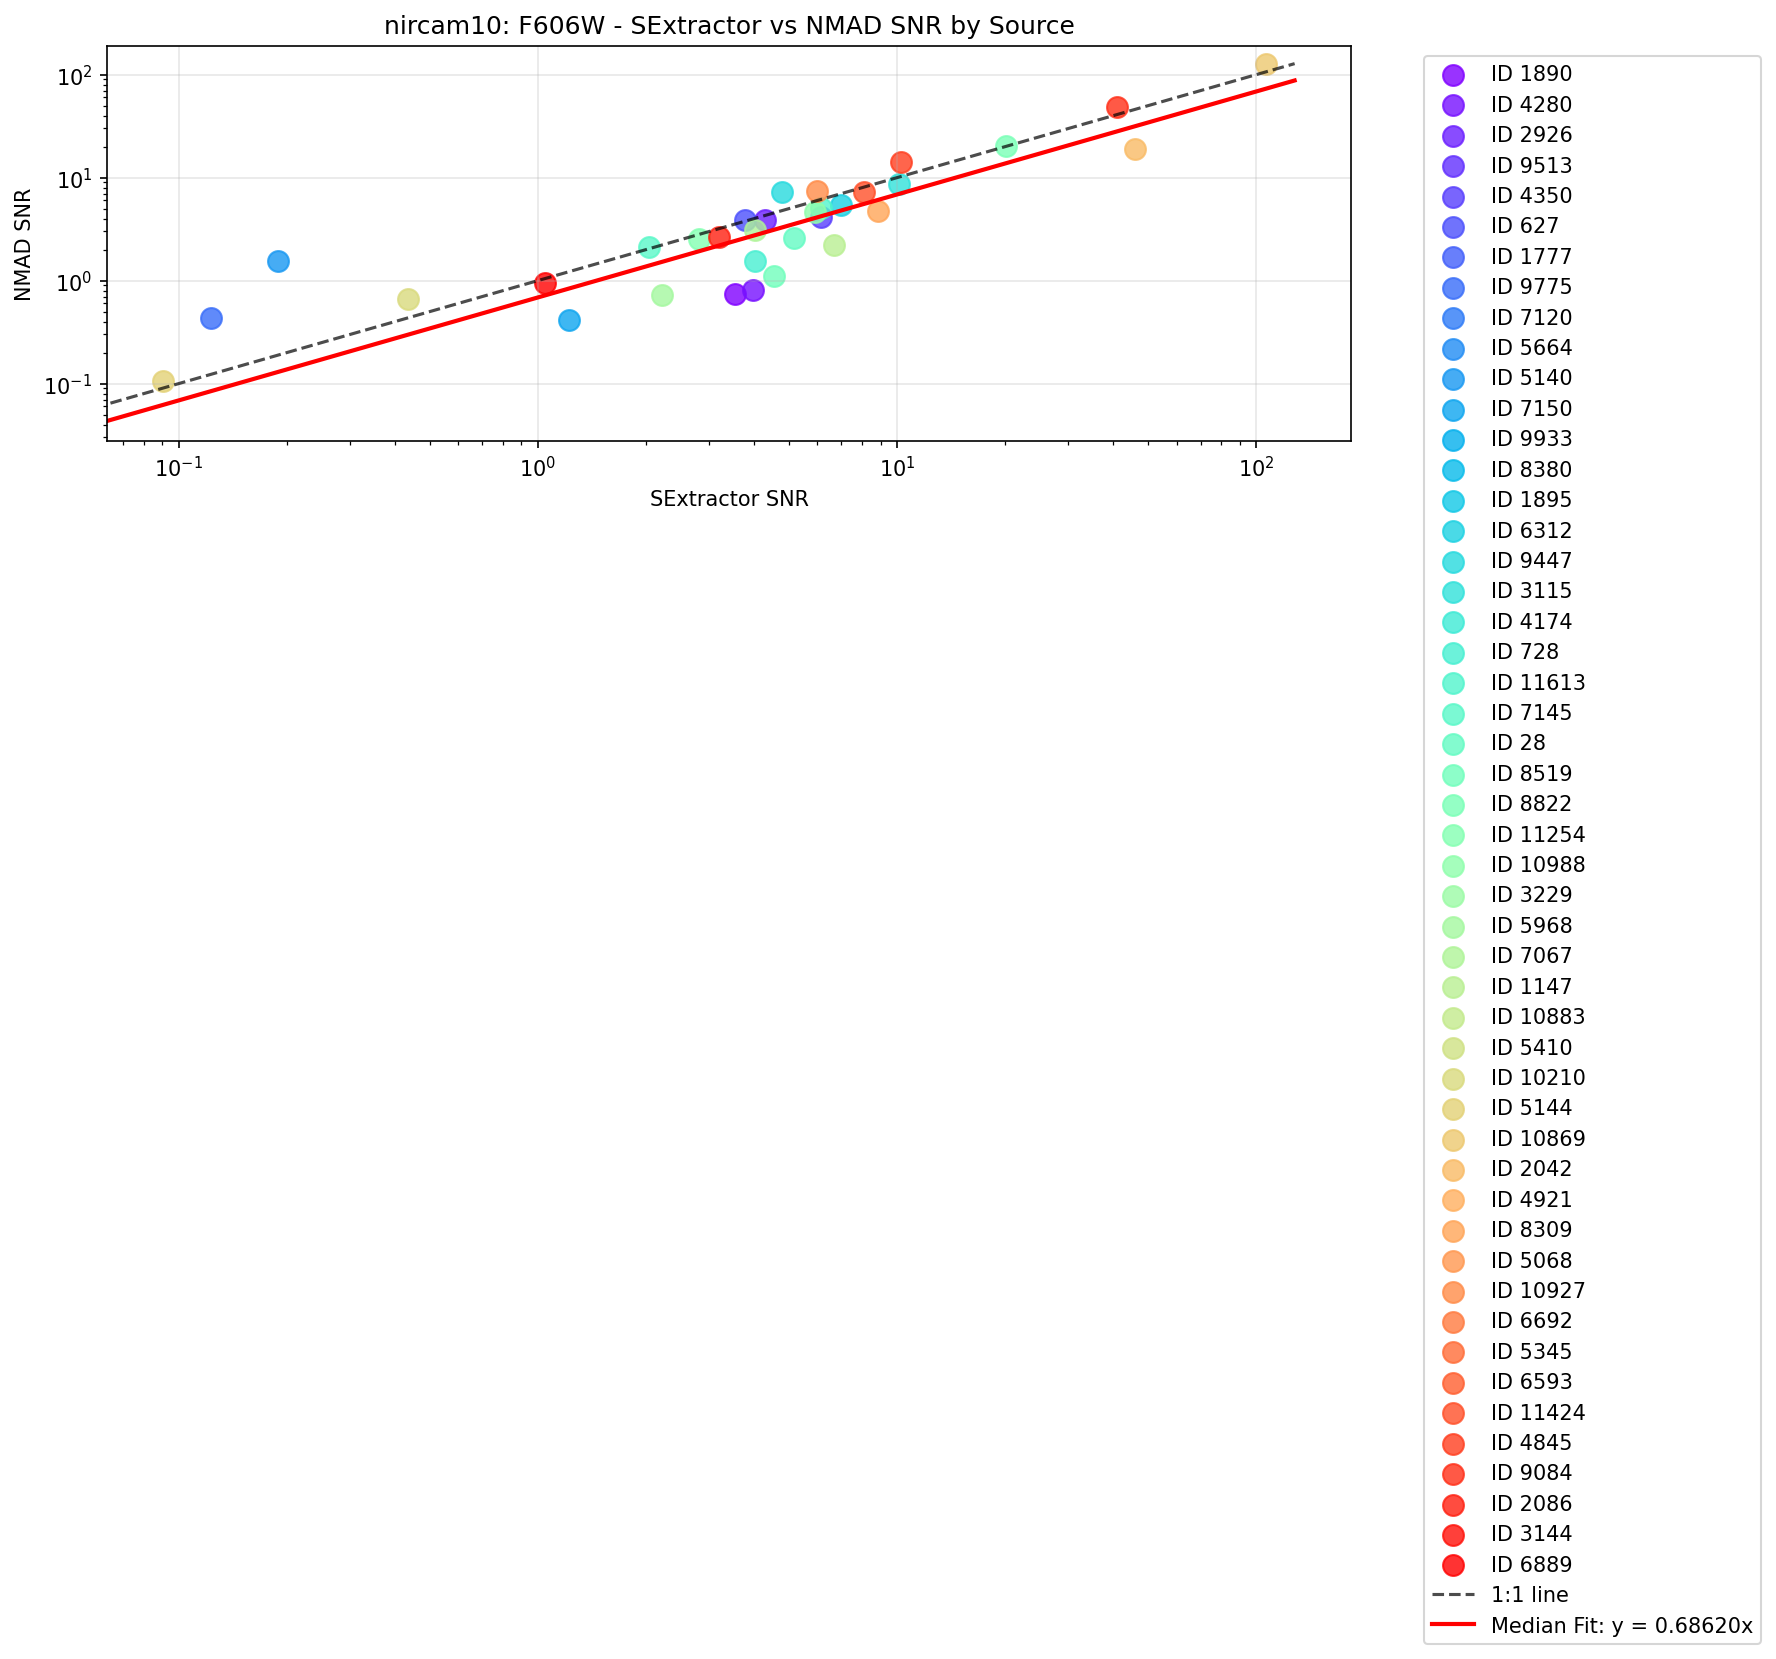 nircam10: F606W - SExtractor vs NMAD SNR by Source
NMAD SNR
10²
10¹
10⁰
10⁻¹
10⁻¹ 10⁰ 10¹ 10²
SExtractor SNR
ID 1890
ID 4280
ID 2926
ID 9513
ID 4350
ID 627
ID 1777
ID 9775
ID 7120
ID 5664
ID 5140
ID 7150
ID 9933
ID 8380
ID 1895
ID 6312
ID 9447
ID 3115
ID 4174
ID 728
ID 11613
ID 7145
ID 28
ID 8519
ID 8822
ID 11254
ID 10988
ID 3229
ID 5968
ID 7067
ID 1147
ID 10883
ID 5410
ID 10210
ID 5144
ID 10869
ID 2042
ID 4921
ID 8309
ID 5068
ID 10927
ID 6692
ID 5345
ID 6593
ID 11424
ID 4845
ID 9084
ID 2086
ID 3144
ID 6889
1:1 line
Median Fit: y = 0.68620x